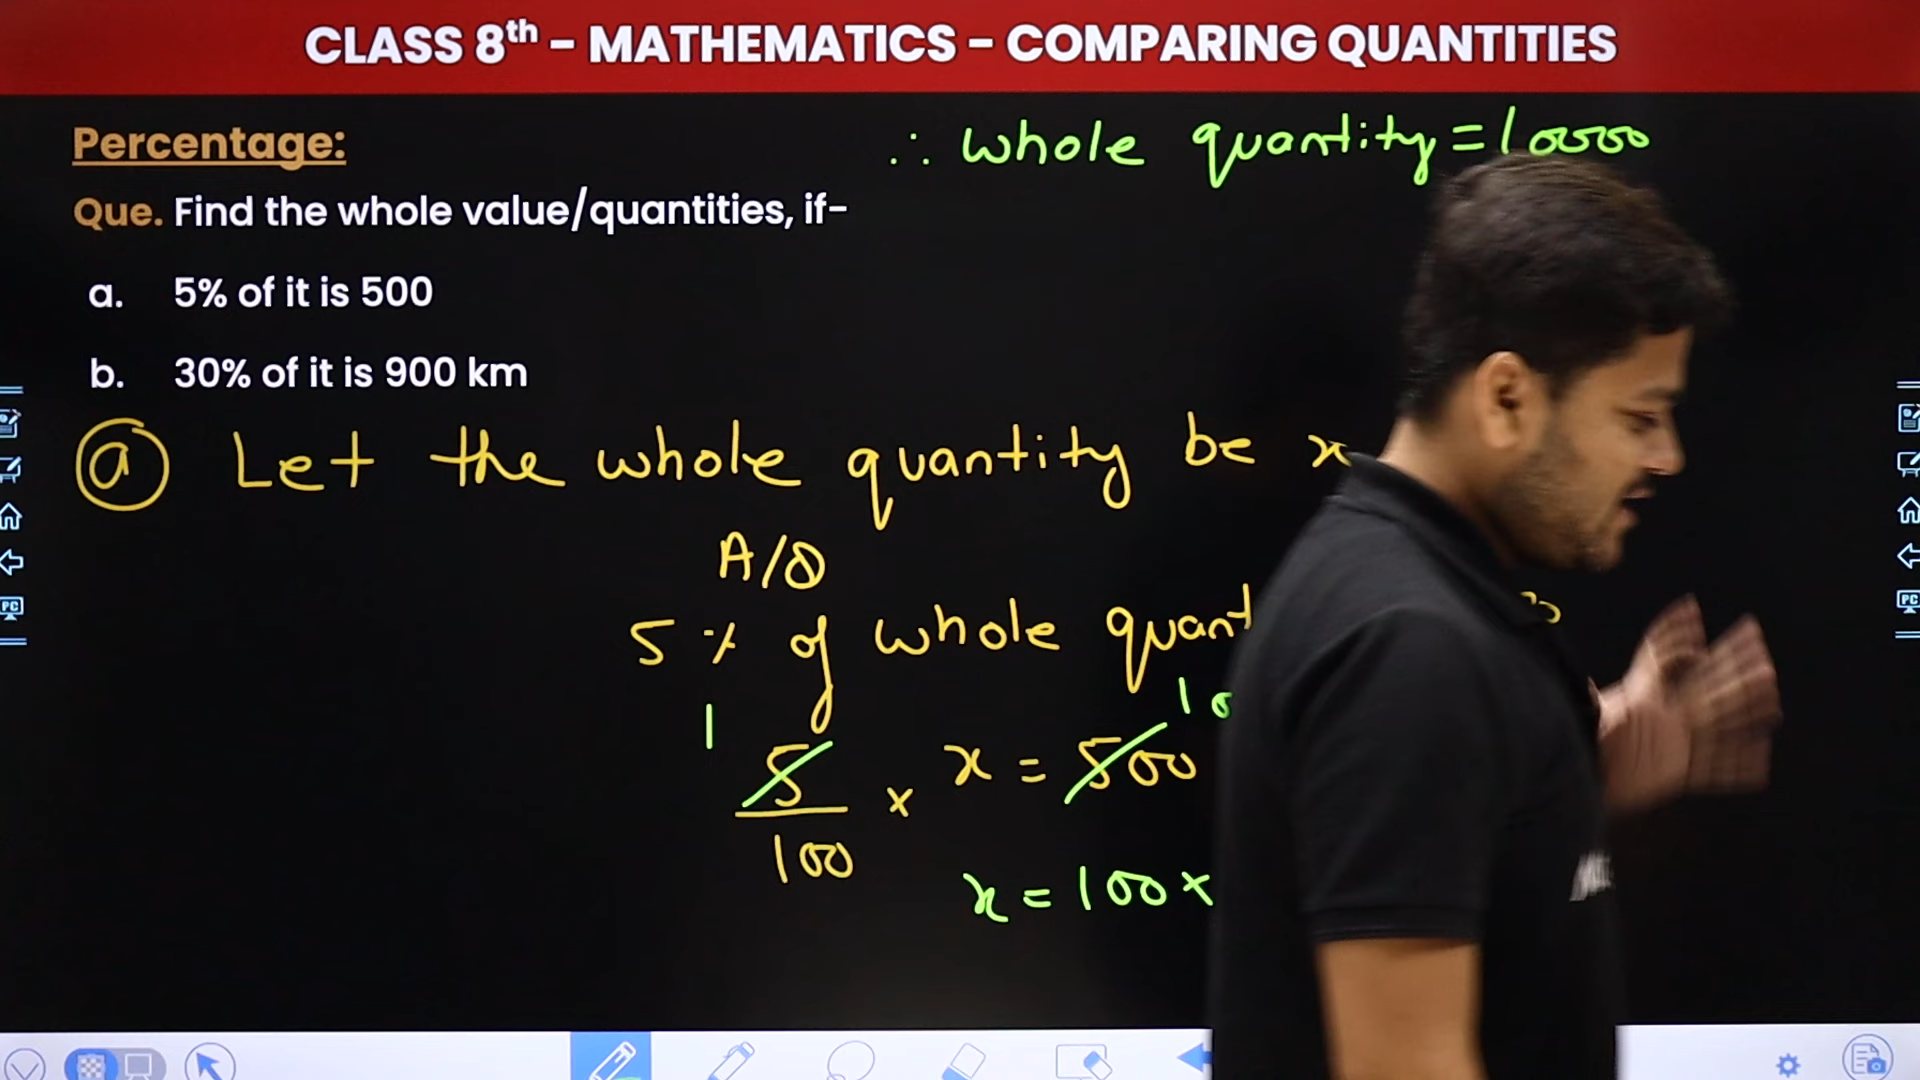 CLASS 8th - MATHEMATICS - COMPARING QUANTITIES
Percentage:
∴ whole quantity = 10000
Que. Find the whole value/quantities, if-
a. 5% of it is 500
b. 30% of it is 900 km
a Let the whole quantity be x
A/Q
5 % of whole
1
5/100 × x = 500
x = 100 ×
PC
PC